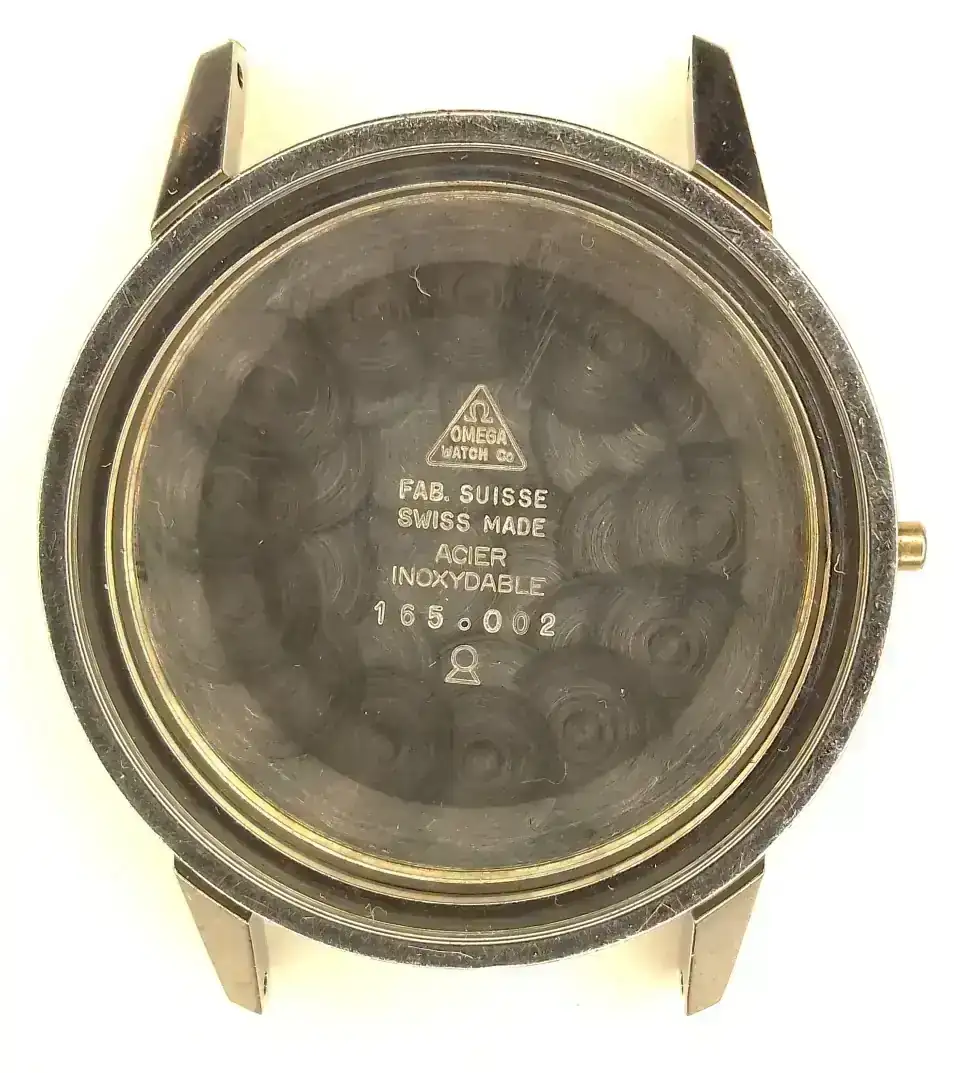 Ω
OMEGA
WATCH Co
FAB. SUISSE
SWISS MADE
ACIER
INOXYDABLE
165.002